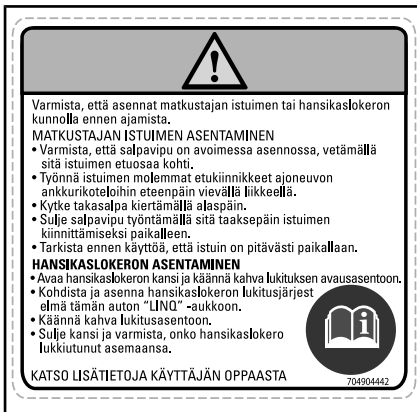 Varmista, että asennat matkustajan istuimen tai hansikaslokeron
kunnolla ennen ajamista.
MATKUSTAJAN ISTUIMEN ASENTAMINEN
• Varmista, että salpavipu on avoimessa asennossa, vetämällä
sitä istuimen etuosaa kohti.
• Työnnä istuimen molemmat etukiinnikkeet ajoneuvon
ankkurikoteloihin eteenpäin vievällä liikkeellä.
• Kytke takasalpa kiertämällä alaspäin.
• Sulje salpavipu työntämällä sitä taaksepäin istuimen
kiinnittämiseksi paikalleen.
• Tarkista ennen käyttöä, että istuin on pitävästi paikallaan.
HANSIKASLOKERON ASENTAMINEN
• Avaa hansikaslokeron kansi ja käännä kahva lukituksen avausasentoon.
• Kohdista ja asenna hansikaslokeron lukitusjärjest
elmä tämän auton "LINQ" -aukkoon.
• Käännä kahva lukitusasentoon.
• Sulje kansi ja varmista, onko hansikaslokero
lukkiutunut asemaansa.
KATSO LISÄTIETOJA KÄYTTÄJÄN OPPAASTA
704904442